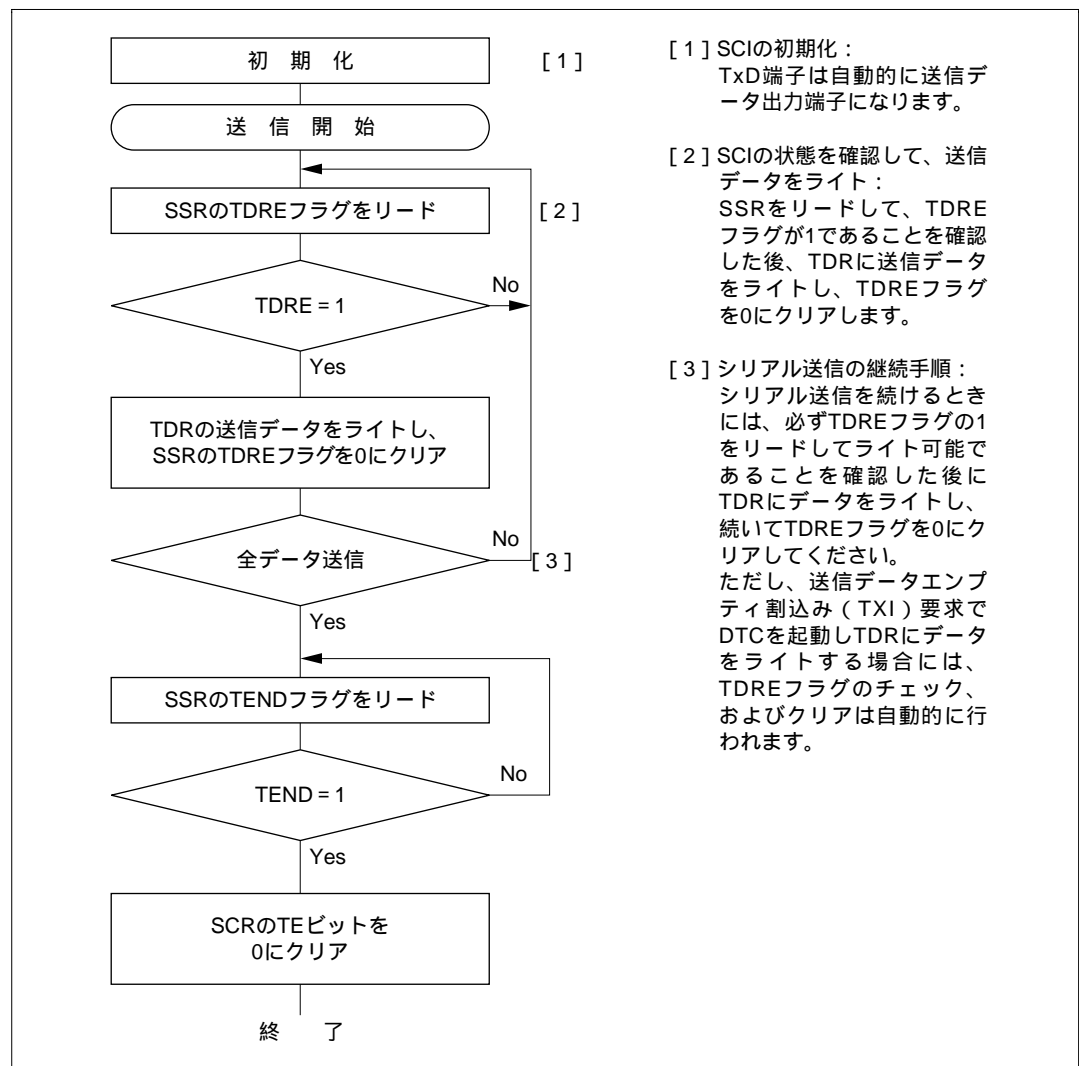 初 期 化
[ 1 ]
送 信 開 始
SSRのTDREフラグをリード
[ 2 ]
TDRE = 1
No
Yes
TDRの送信データをライトし、
SSRのTDREフラグを0にクリア
全データ送信
No
[ 3 ]
Yes
SSRのTENDフラグをリード
TEND = 1
No
Yes
SCRのTEビットを
0にクリア
終 了
[ 1 ] SCIの初期化：
TxD端子は自動的に送信デ
ータ出力端子になります。
[ 2 ] SCIの状態を確認して、送信
データをライト：
SSRをリードして、TDRE
フラグが1であることを確認
した後、TDRに送信データ
をライトし、TDREフラグ
を0にクリアします。
[ 3 ] シリアル送信の継続手順：
シリアル送信を続けるとき
には、必ずTDREフラグの1
をリードしてライト可能で
あることを確認した後に
TDRにデータをライトし、
続いてTDREフラグを0にク
リアしてください。
ただし、送信データエンプ
ティ割込み（TXI）要求で
DTCを起動しTDRにデータ
をライトする場合には、
TDREフラグのチェック、
およびクリアは自動的に行
われます。